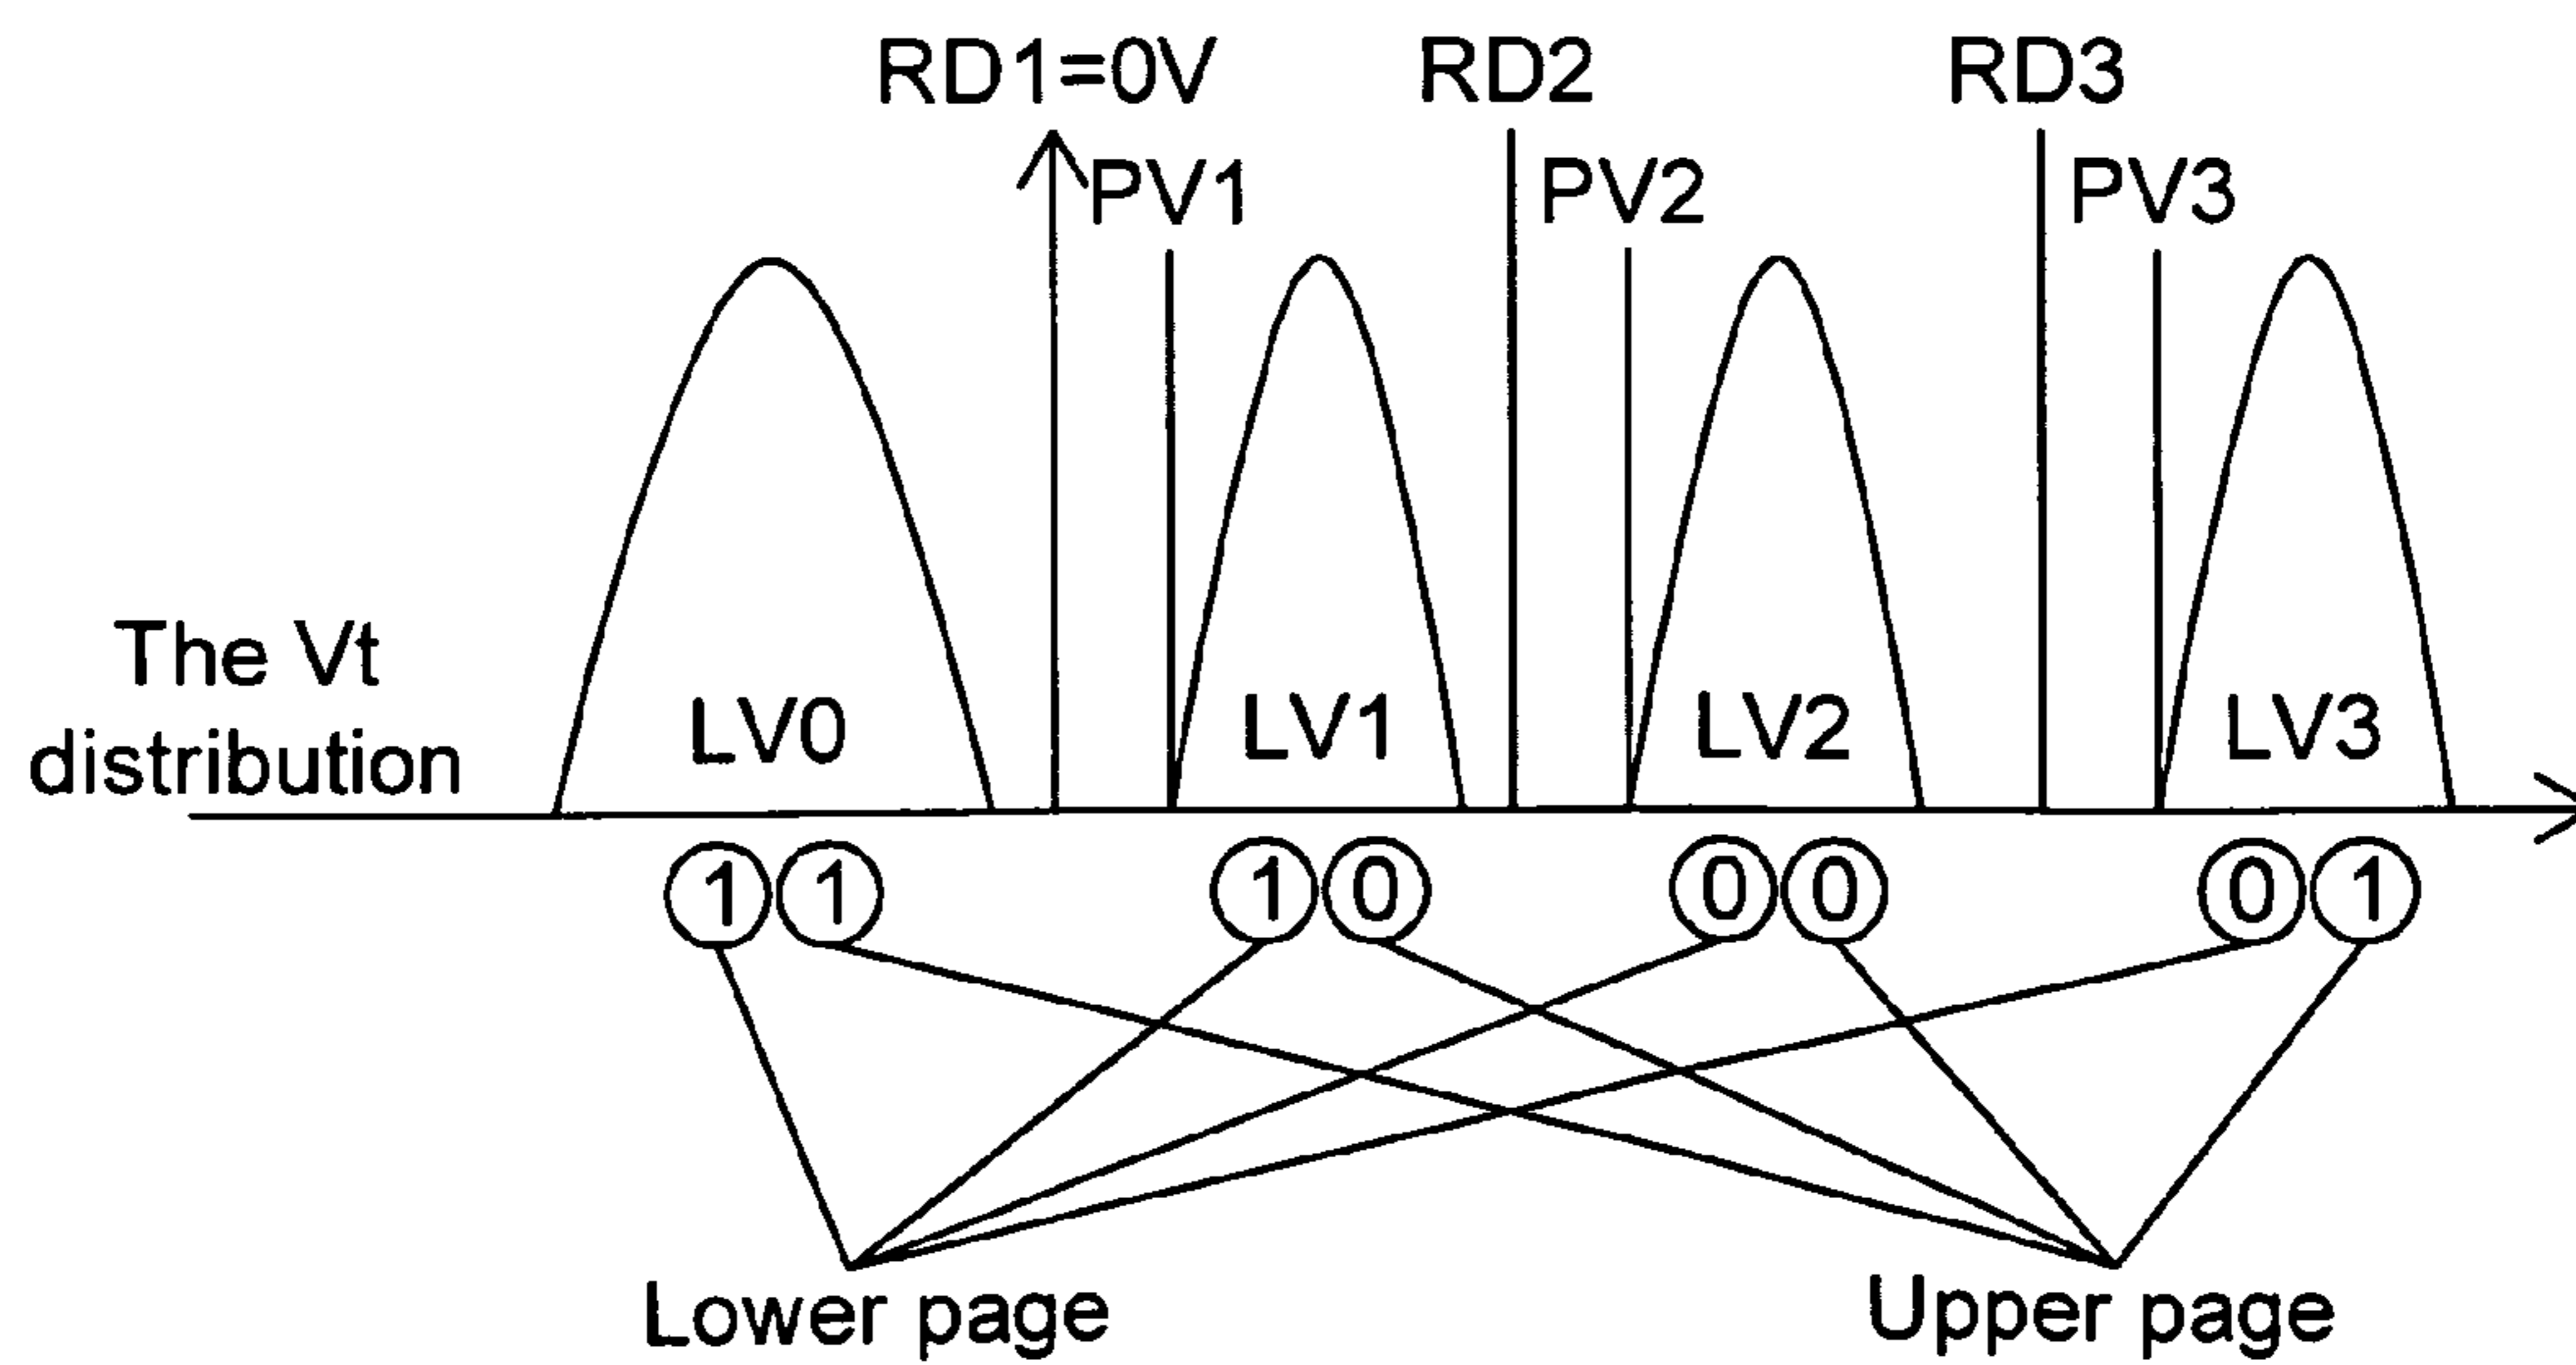 RD1=0V RD2 RD3
PV1 PV2 PV3
The Vt
distribution
LV0 LV1 LV2 LV3
1 1 1 0 0 0 0 1
Lower page Upper page